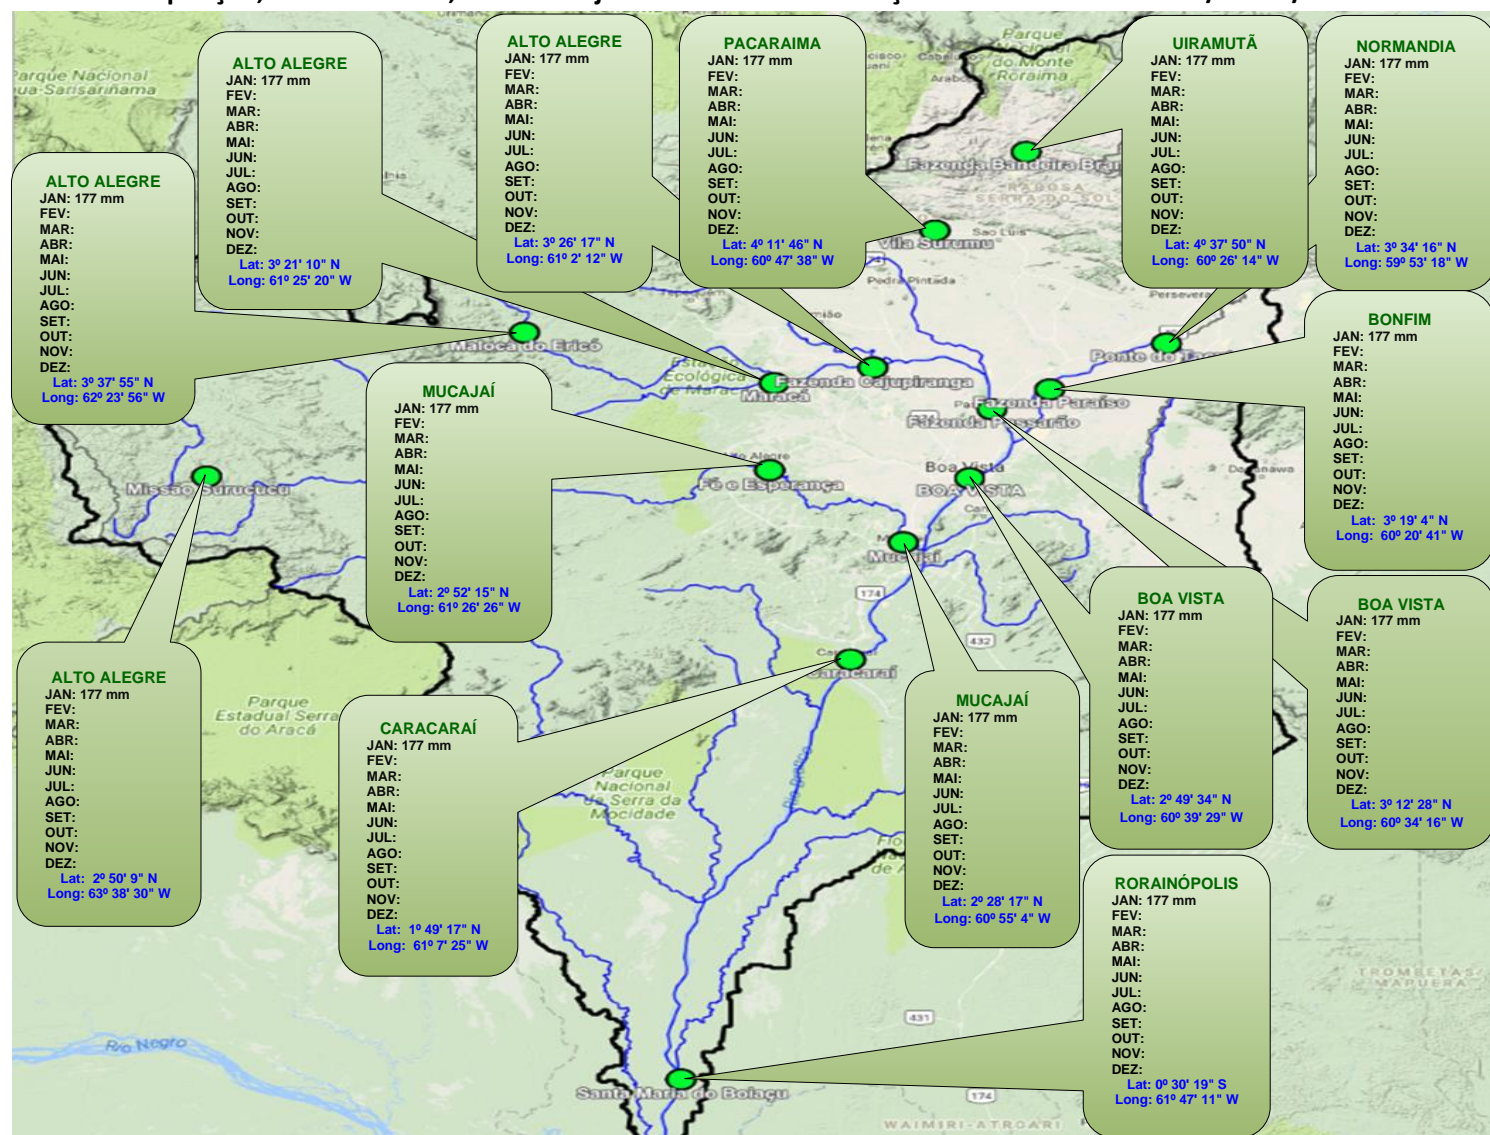 ALTO ALEGRE
JAN: 177 mm
FEV:
MAR:
ABR:
MAI:
JUN:
JUL:
AGO:
SET:
OUT:
NOV:
DEZ:
Lat: 3º 37' 55" N
Long: 62º 23' 56" W
ALTO ALEGRE
JAN: 177 mm
FEV:
MAR:
ABR:
MAI:
JUN:
JUL:
AGO:
SET:
OUT:
NOV:
DEZ:
Lat: 3º 21' 10" N
Long: 61º 25' 20" W
ALTO ALEGRE
JAN: 177 mm
FEV:
MAR:
ABR:
MAI:
JUN:
JUL:
AGO:
SET:
OUT:
NOV:
DEZ:
Lat: 3º 26' 17" N
Long: 61º 2' 12" W
PACARAIMA
JAN: 177 mm
FEV:
MAR:
ABR:
MAI:
JUN:
JUL:
AGO:
SET:
OUT:
NOV:
DEZ:
Lat: 4º 11' 46" N
Long: 60º 47' 38" W
UIRAMUTÃ
JAN: 177 mm
FEV:
MAR:
ABR:
MAI:
JUN:
JUL:
AGO:
SET:
OUT:
NOV:
DEZ:
Lat: 4º 37' 50" N
Long: 60º 26' 14" W
NORMANDIA
JAN: 177 mm
FEV:
MAR:
ABR:
MAI:
JUN:
JUL:
AGO:
SET:
OUT:
NOV:
DEZ:
Lat: 3º 34' 16" N
Long: 59º 53' 18" W
BONFIM
JAN: 177 mm
FEV:
MAR:
ABR:
MAI:
JUN:
JUL:
AGO:
SET:
OUT:
NOV:
DEZ:
Lat: 3º 19' 4" N
Long: 60º 20' 41" W
MUCAJAÍ
JAN: 177 mm
FEV:
MAR:
ABR:
MAI:
JUN:
JUL:
AGO:
SET:
OUT:
NOV:
DEZ:
Lat: 2º 52' 15" N
Long: 61º 26' 26" W
ALTO ALEGRE
JAN: 177 mm
FEV:
MAR:
ABR:
MAI:
JUN:
JUL:
AGO:
SET:
OUT:
NOV:
DEZ:
Lat: 2º 50' 9" N
Long: 63º 38' 30" W
CARACARAÍ
JAN: 177 mm
FEV:
MAR:
ABR:
MAI:
JUN:
JUL:
AGO:
SET:
OUT:
NOV:
DEZ:
Lat: 1º 49' 17" N
Long: 61º 7' 25" W
MUCAJAÍ
JAN: 177 mm
FEV:
MAR:
ABR:
MAI:
JUN:
JUL:
AGO:
SET:
OUT:
NOV:
DEZ:
Lat: 2º 28' 17" N
Long: 60º 55' 4" W
BOA VISTA
JAN: 177 mm
FEV:
MAR:
ABR:
MAI:
JUN:
JUL:
AGO:
SET:
OUT:
NOV:
DEZ:
Lat: 2º 49' 34" N
Long: 60º 39' 29" W
BOA VISTA
JAN: 177 mm
FEV:
MAR:
ABR:
MAI:
JUN:
JUL:
AGO:
SET:
OUT:
NOV:
DEZ:
Lat: 3º 12' 28" N
Long: 60º 34' 16" W
RORAINÓPOLIS
JAN: 177 mm
FEV:
MAR:
ABR:
MAI:
JUN:
JUL:
AGO:
SET:
OUT:
NOV:
DEZ:
Lat: 0º 30' 19" S
Long: 61º 47' 11" W
Parque Nacional
Parque
do Monte
Roraima
Fazenda Bandeira
Vila Surumu
Sao Luis
Pedra Pintada
Maloca do Ericó
Ecológica
Maracá
Fazenda Cajupiranga
Ponte do
Fazenda Paraíso
Fazenda Passarão
Missão Surucucu
Fé e Esperança
Boa Vista
BOA VISTA
Mucajaí
174
432
Caracaraí
Parque
Estadual Serra
do Aracá
Parque
Nacional
da Serra da
Mocidade
TROMBETAS/
MAPUERA
431
Rio Negro
Santa Maria do Boiaçu
174
WAIMIRI-ATROARI